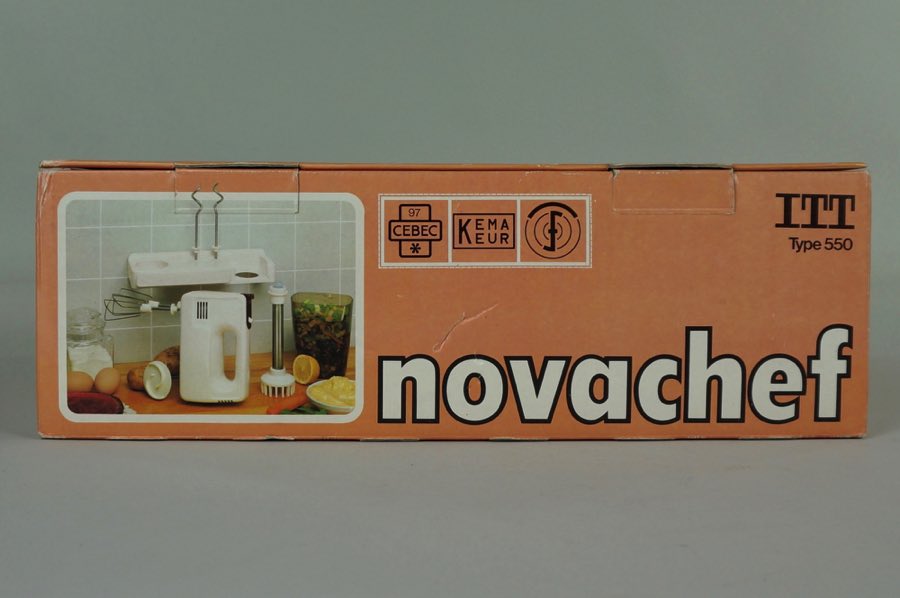 97
CEBEC
*
KEMA
KEUR
ITT
Type 550
novachef